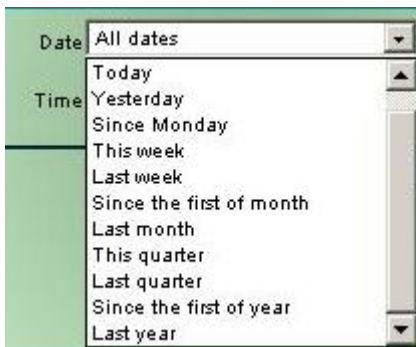 Date All dates
Today
Time Yesterday
Since Monday
This week
Last week
Since the first of month
Last month
This quarter
Last quarter
Since the first of year
Last year